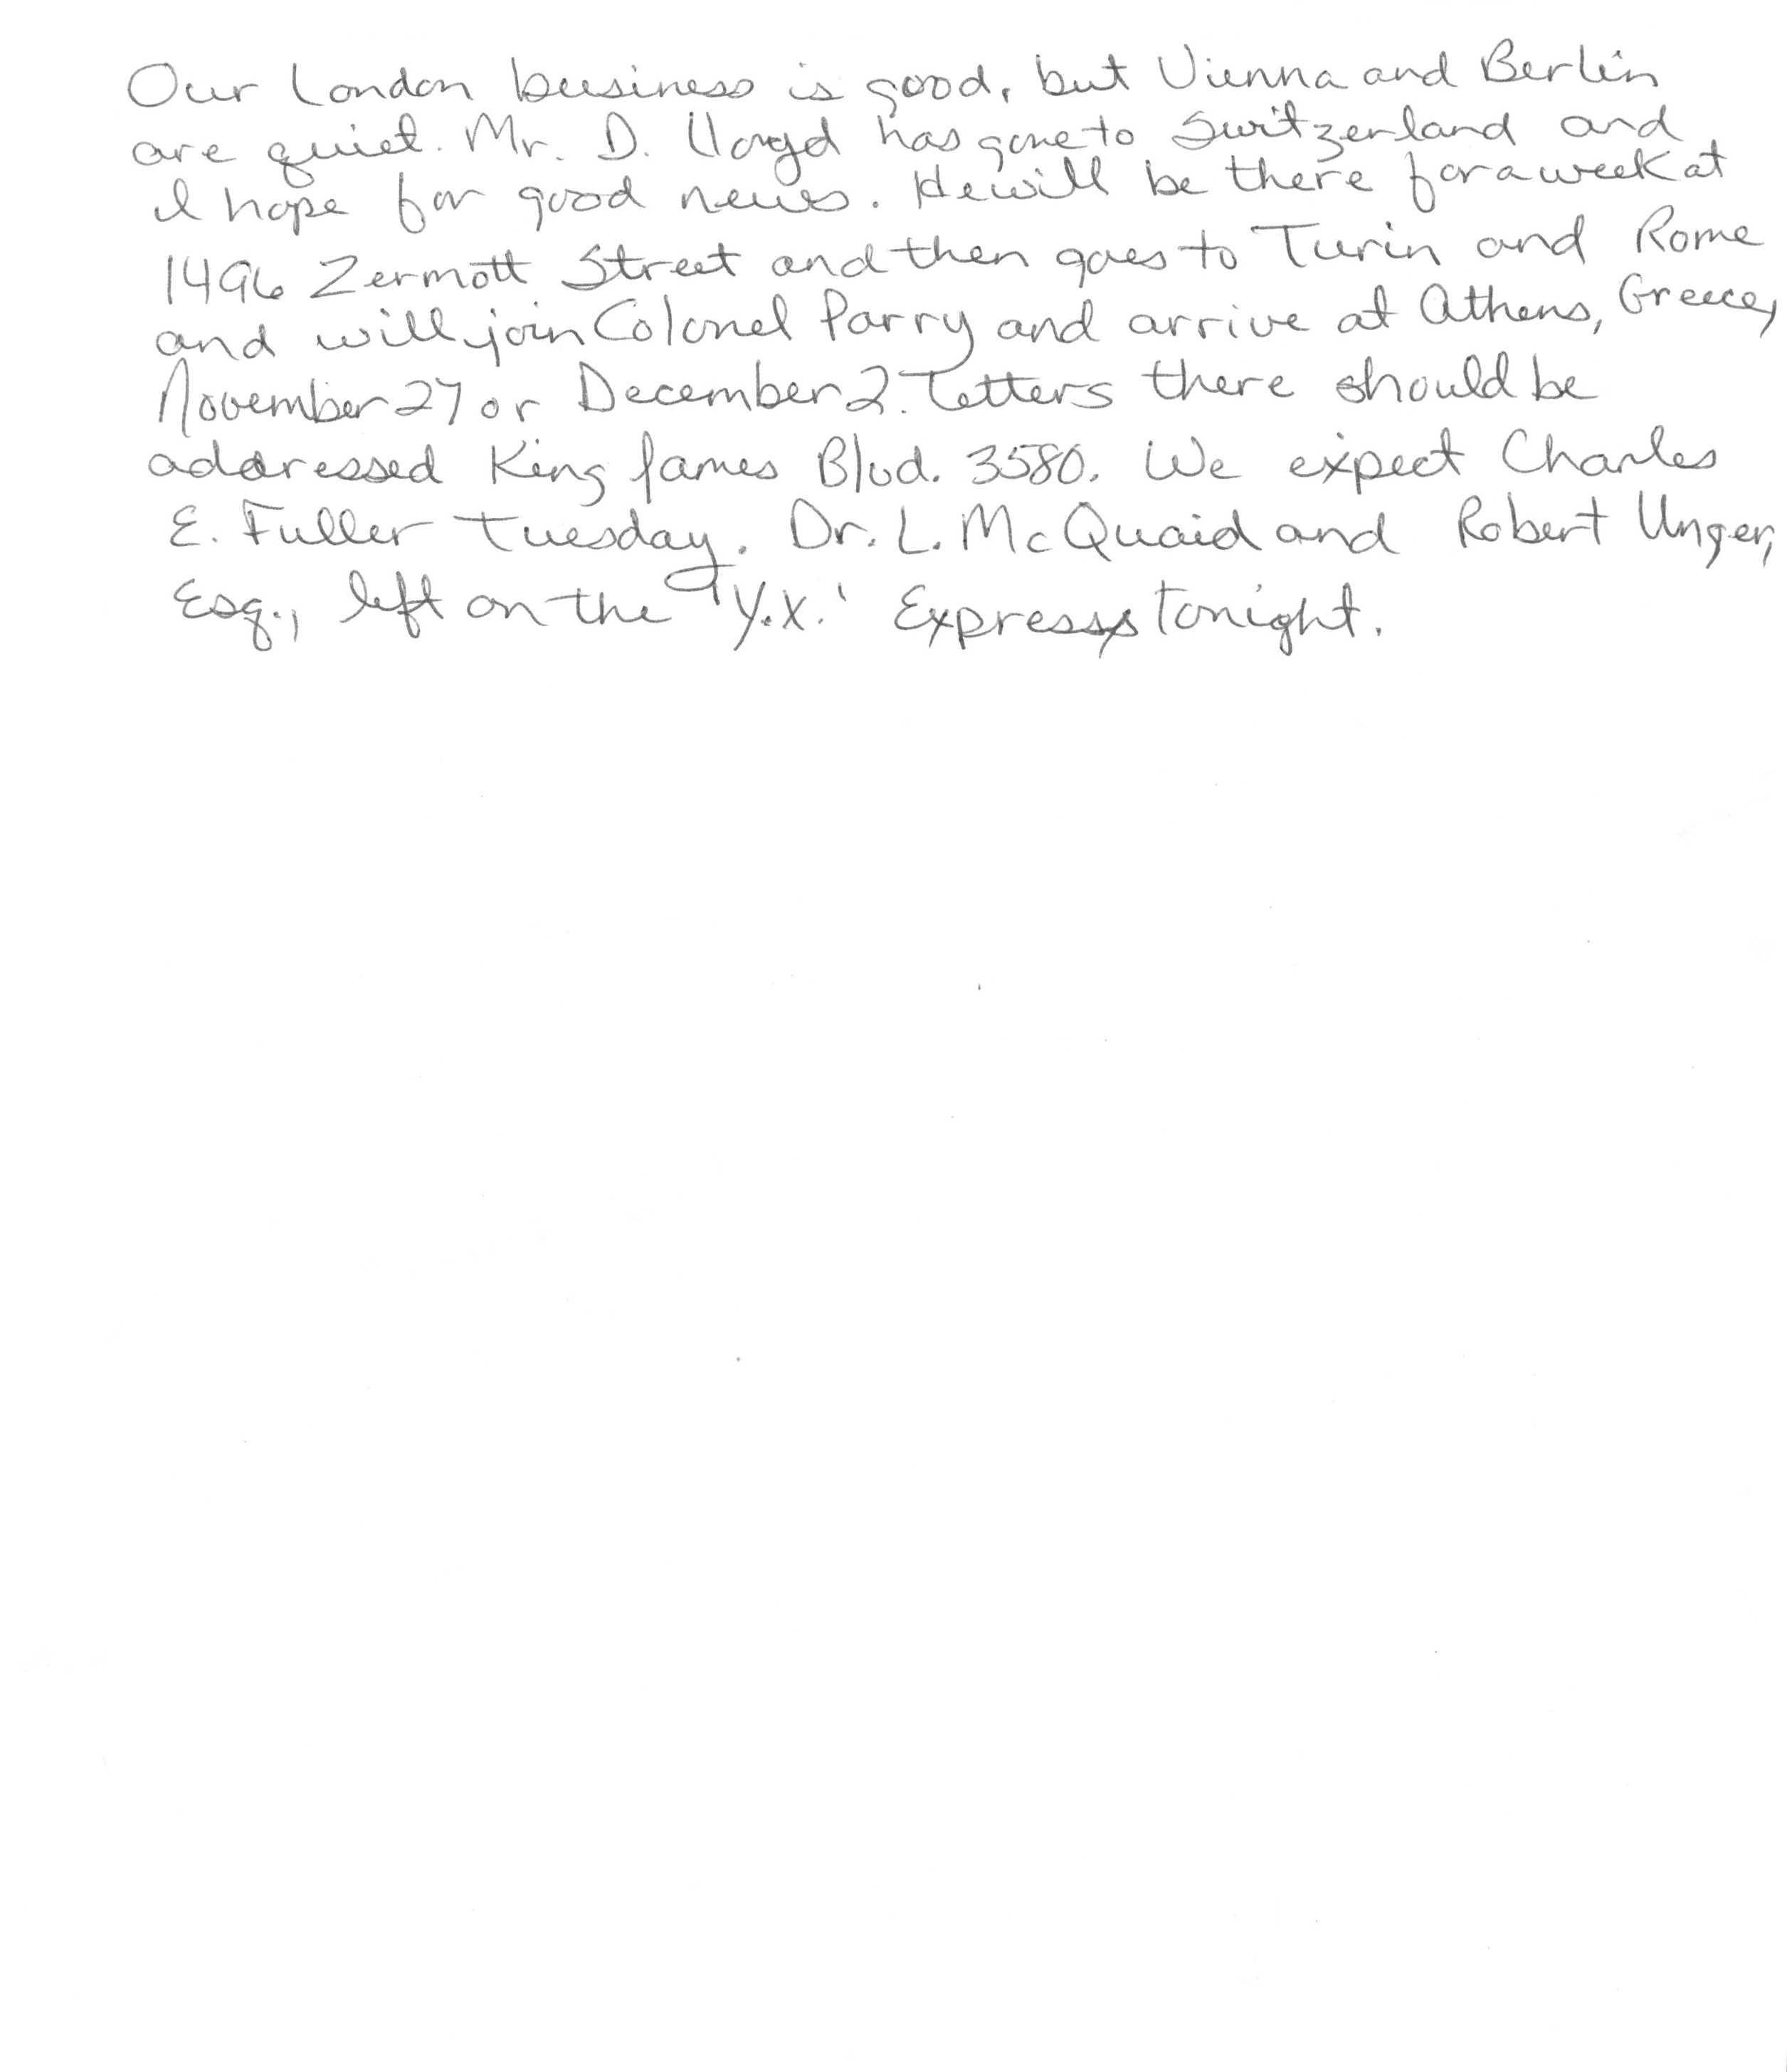 Our London business is good, but Vienna and Berlin
are quiet. Mr. D. Lloyd has gone to Switzerland and
I hope for good news. He will be there for a week at
1496 Zermott Street and then goes to Turin and Rome
and will join Colonel Parry and arrive at Athens, Greece,
November 27 or December 2. Letters there should be
addressed King James Blvd. 3580. We expect Charles
E. Fuller Tuesday. Dr. L. McQuaid and Robert Unger,
Esq., left on the 'Y.X.' Express tonight.